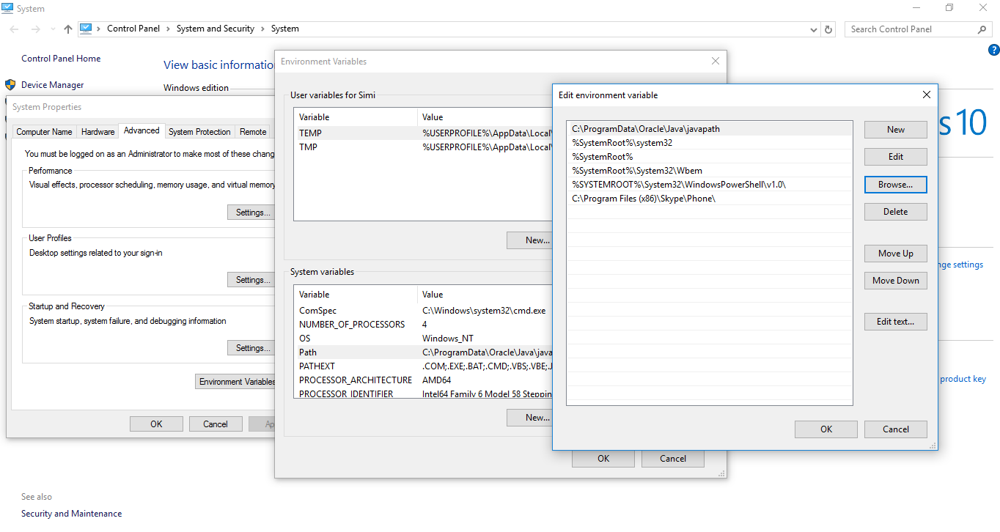 System
Control Panel
System and Security
System
Search Control Panel
Control Panel Home
Device Manager
View basic informatio
Windows edition
s 10
nge settings
product key
See also
Security and Maintenance
System Properties
Computer Name
Hardware
Advanced
System Protection
Remote
You must be logged on as an Administrator to make most of these chang
Performance
Visual effects, processor scheduling, memory usage, and virtual memory
Settings...
User Profiles
Desktop settings related to your sign-in
Settings...
Startup and Recovery
System startup, system failure, and debugging information
Settings...
Environment Variables
OK
Cancel
Ap
Environment Variables
User variables for Simi
Variable Value
TEMP %USERPROFILE%\AppData\Local\
TMP %USERPROFILE%\AppData\Local\
New...
System variables
Variable Value
ComSpec C:\Windows\system32\cmd.exe
NUMBER_OF_PROCESSORS 4
OS Windows_NT
Path C:\ProgramData\Oracle\Java\java
PATHEXT .COM;.EXE;.BAT;.CMD;.VBS;.VBE;.J
PROCESSOR_ARCHITECTURE AMD64
PROCESSOR_IDENTIFIER Intel64 Family 6 Model 58 Steppin
New...
OK
Cancel
Edit environment variable
C:\ProgramData\Oracle\Java\javapath
%SystemRoot%\system32
%SystemRoot%
%SystemRoot%\System32\Wbem
%SYSTEMROOT%\System32\WindowsPowerShell\v1.0\
C:\Program Files (x86)\Skype\Phone\
New
Edit
Browse...
Delete
Move Up
Move Down
Edit text...
OK
Cancel